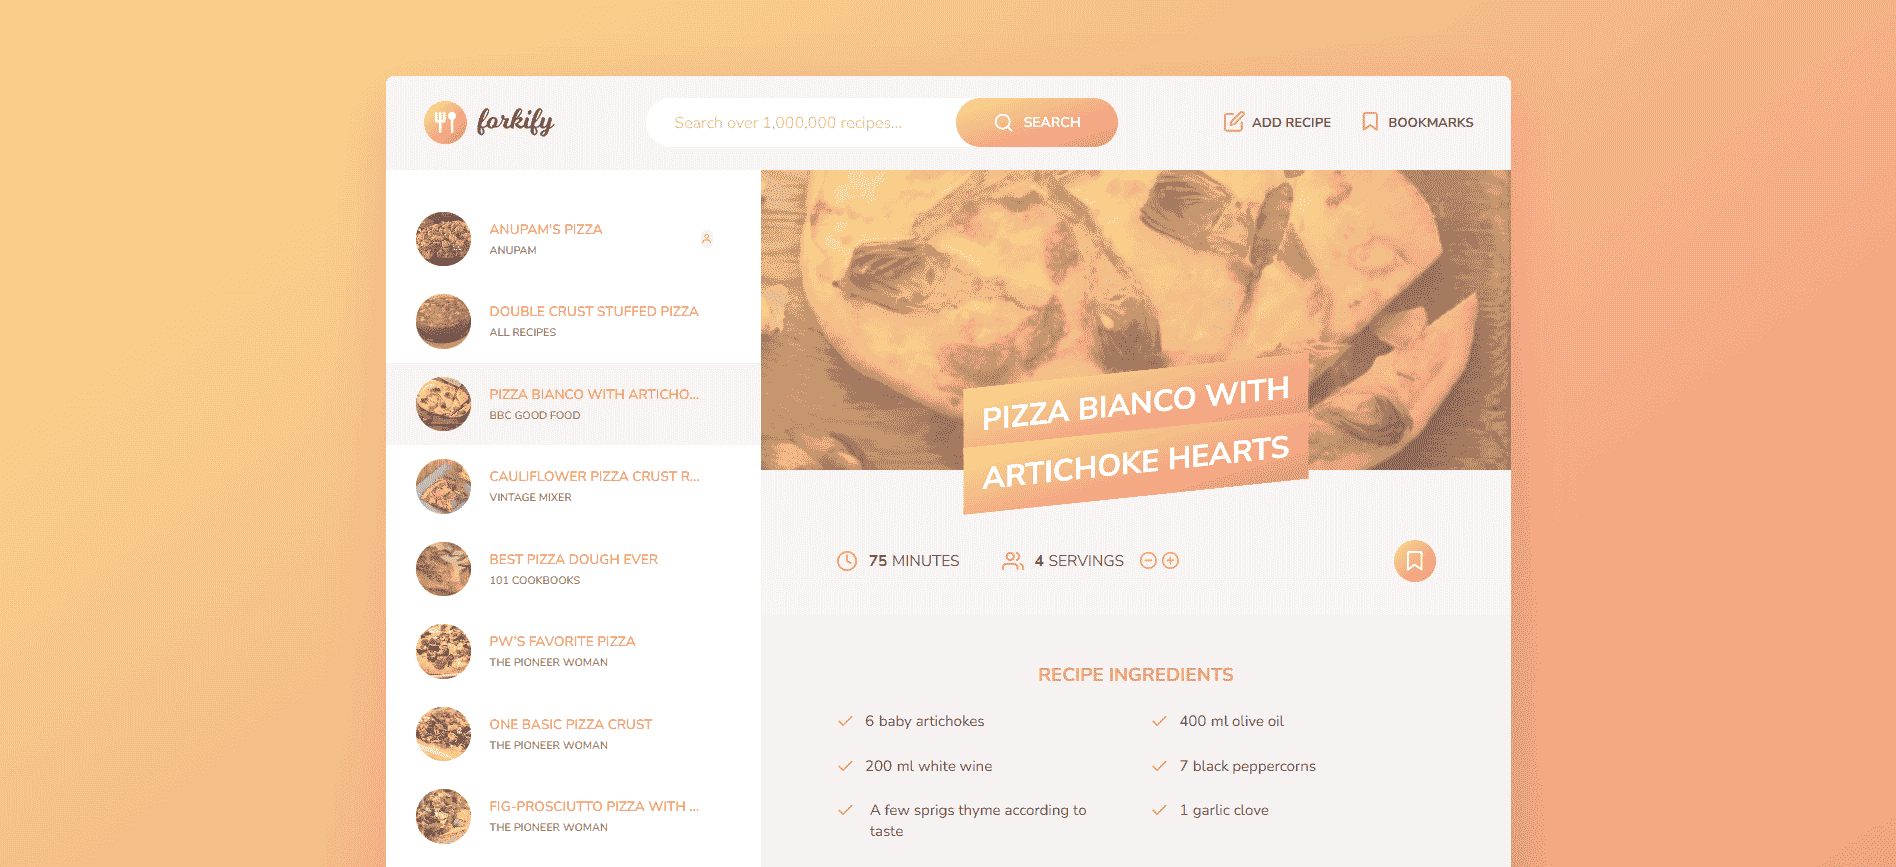 forkify
Search over 1,000,000 recipes...
SEARCH
ADD RECIPE
BOOKMARKS
ANUPAM'S PIZZA
ANUPAM
DOUBLE CRUST STUFFED PIZZA
ALL RECIPES
PIZZA BIANCO WITH ARTICHO...
BBC GOOD FOOD
CAULIFLOWER PIZZA CRUST R...
VINTAGE MIXER
BEST PIZZA DOUGH EVER
101 COOKBOOKS
PW'S FAVORITE PIZZA
THE PIONEER WOMAN
ONE BASIC PIZZA CRUST
THE PIONEER WOMAN
FIG-PROSCIUTTO PIZZA WITH ...
THE PIONEER WOMAN
PIZZA BIANCO WITH
ARTICHOKE HEARTS
75 MINUTES
4 SERVINGS
RECIPE INGREDIENTS
6 baby artichokes
400 ml olive oil
200 ml white wine
7 black peppercorns
A few sprigs thyme according to
taste
1 garlic clove